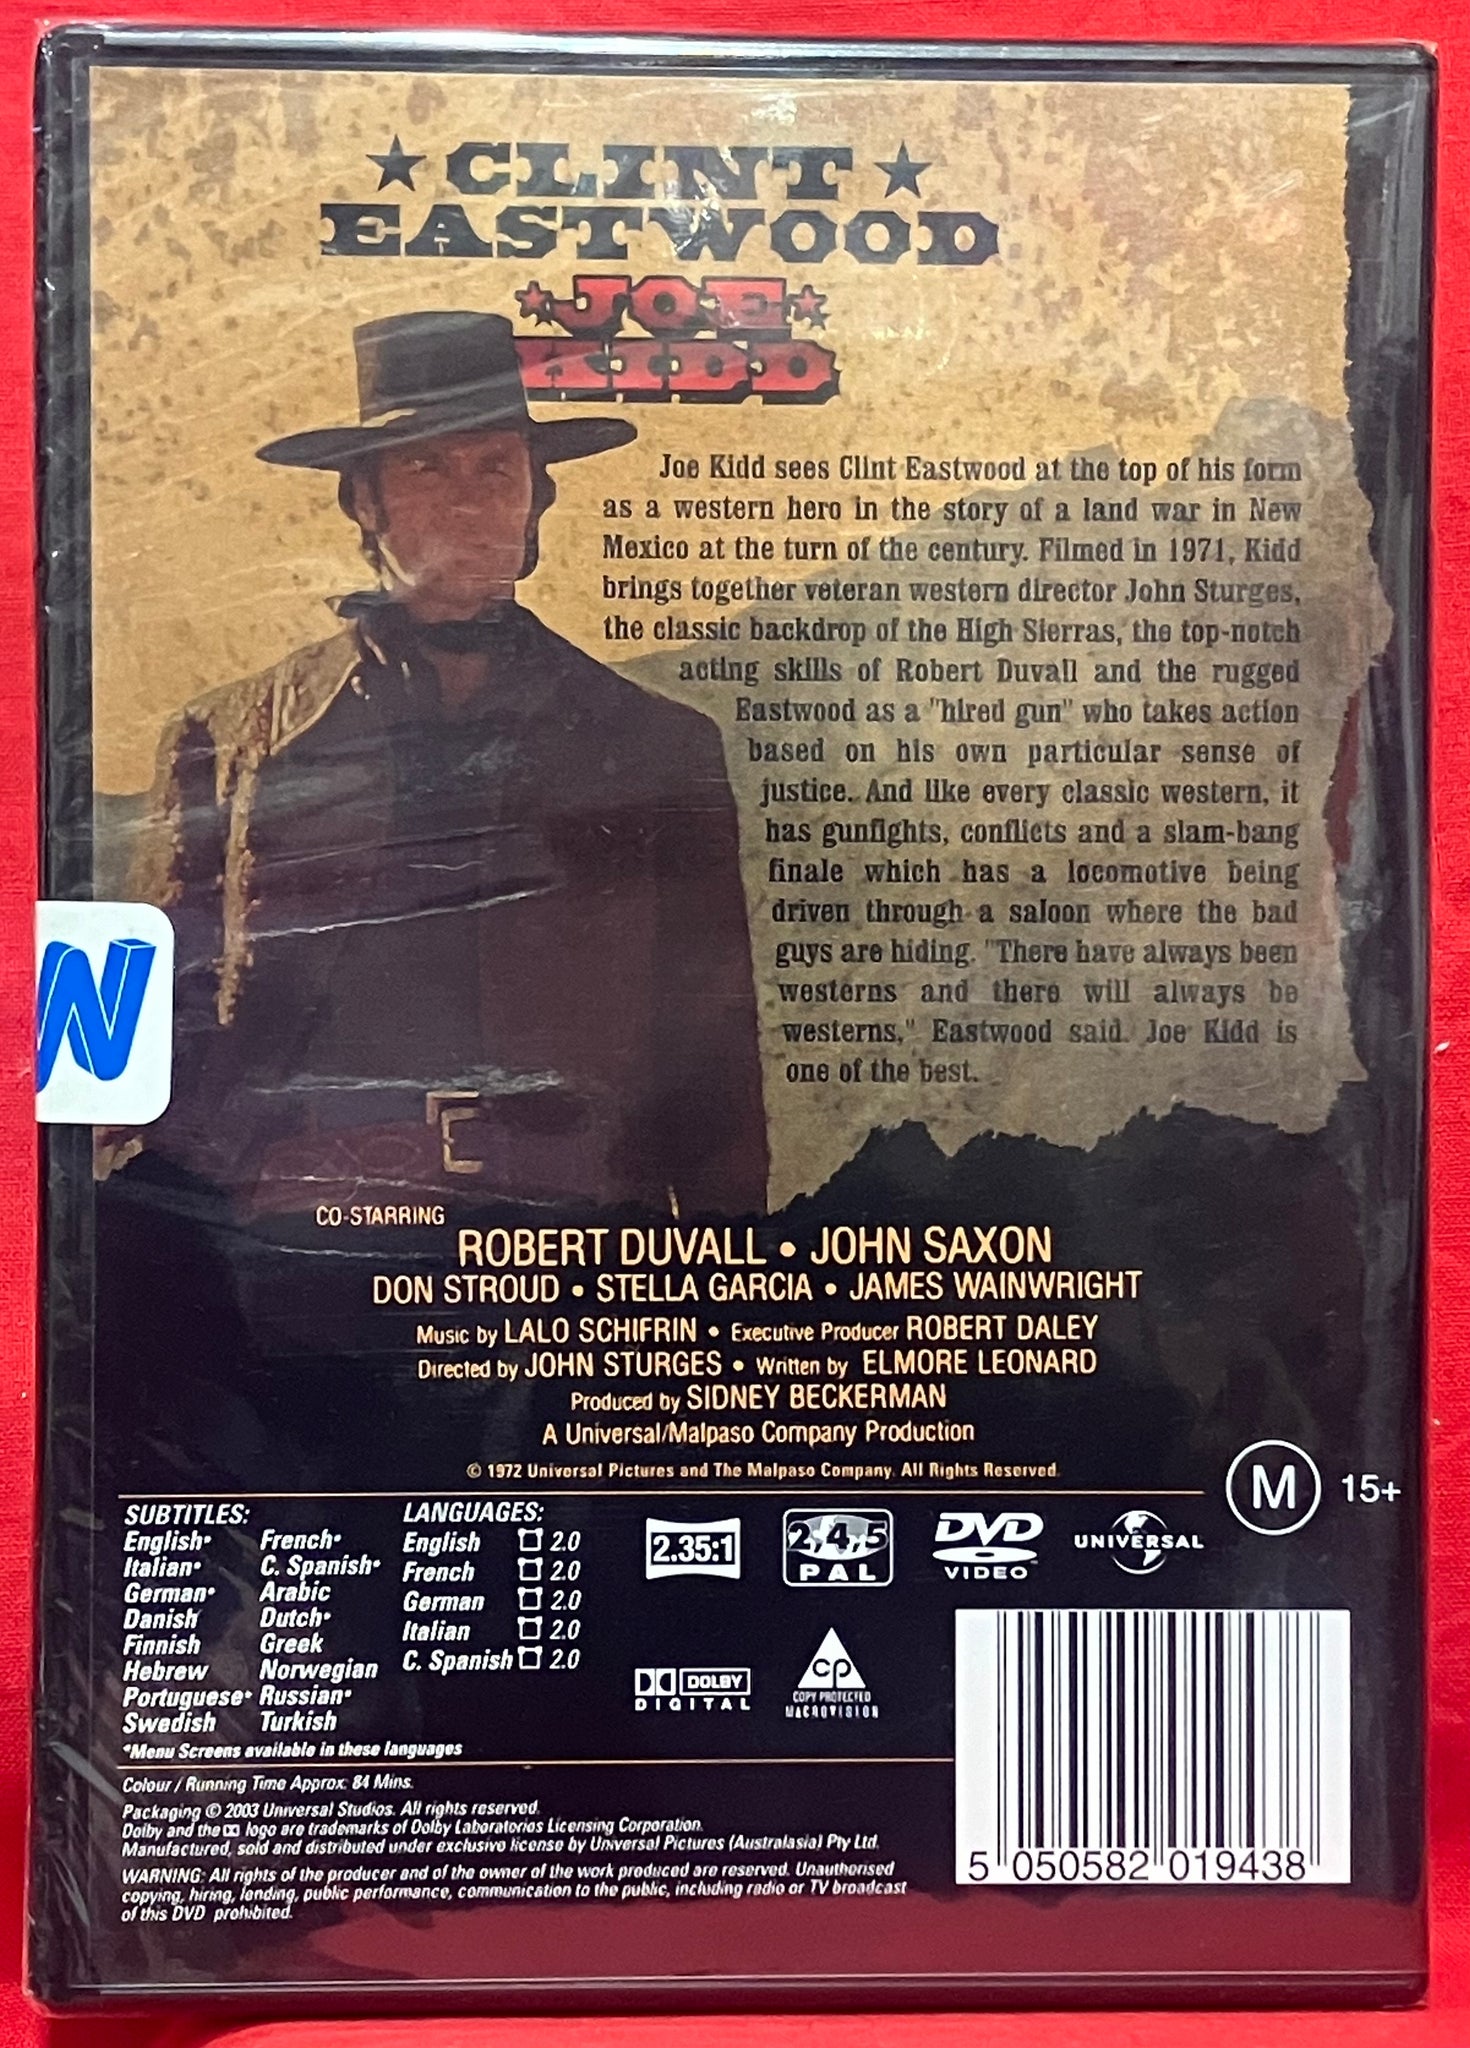 ★ CLINT ★
EASTWOOD
★ JOE ★
KIDD
Joe Kidd sees Clint Eastwood at the top of his form
as a western hero in the story of a land war in New
Mexico at the turn of the century. Filmed in 1971, Kidd
brings together veteran western director John Sturges,
the classic backdrop of the High Sierras, the top-notch
acting skills of Robert Duvall and the rugged
Eastwood as a "hired gun" who takes action
based on his own particular sense of
justice. And like every classic western, it
has gunfights, conflicts and a slam-bang
finale which has a locomotive being
driven through a saloon where the bad
guys are hiding. "There have always been
westerns and there will always be
westerns," Eastwood said. Joe Kidd is
one of the best.
W
CO-STARRING
ROBERT DUVALL • JOHN SAXON
DON STROUD • STELLA GARCIA • JAMES WAINWRIGHT
Music by LALO SCHIFRIN • Executive Producer ROBERT DALEY
Directed by JOHN STURGES • Written by ELMORE LEONARD
Produced by SIDNEY BECKERMAN
A Universal/Malpaso Company Production
© 1972 Universal Pictures and The Malpaso Company. All Rights Reserved.
M 15+
SUBTITLES:
English* French*
Italian* C. Spanish*
German* Arabic
Danish Dutch*
Finnish Greek
Hebrew Norwegian
Portuguese* Russian*
Swedish Turkish
*Menu Screens available in these languages
LANGUAGES:
English 2.0
French 2.0
German 2.0
Italian 2.0
C. Spanish 2.0
2.35:1
2,4,5
PAL
DVD
VIDEO
UNIVERSAL
DOLBY
DIGITAL
CP
COPY PROTECTED
MACROVISION
Colour / Running Time Approx: 84 Mins.
Packaging © 2003 Universal Studios. All rights reserved.
Dolby and the DD logo are trademarks of Dolby Laboratories Licensing Corporation.
Manufactured, sold and distributed under exclusive license by Universal Pictures (Australasia) Pty Ltd.
WARNING: All rights of the producer and of the owner of the work produced are reserved. Unauthorised
copying, hiring, lending, public performance, communication to the public, including radio or TV broadcast
of this DVD prohibited.
5 050582 019438